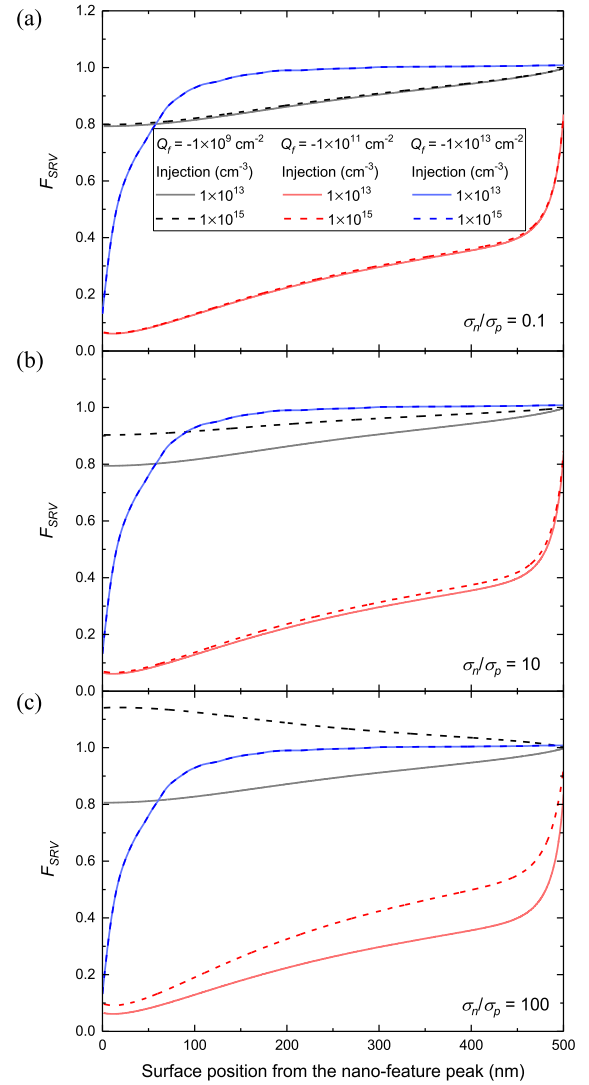 (a)
1.2
1.0
0.8
0.6
0.4
0.2
0.0
F_SRV
Q_f = -1×10^9 cm^-2 Q_f = -1×10^11 cm^-2 Q_f = -1×10^13 cm^-2
Injection (cm^-3) Injection (cm^-3) Injection (cm^-3)
1×10^13 1×10^13 1×10^13
1×10^15 1×10^15 1×10^15
σ_n/σ_p = 0.1
(b)
1.0
0.8
0.6
0.4
0.2
0.0
F_SRV
σ_n/σ_p = 10
(c)
1.0
0.8
0.6
0.4
0.2
0.0
F_SRV
σ_n/σ_p = 100
0 50 100 150 200 250 300 350 400 450 500
Surface position from the nano-feature peak (nm)